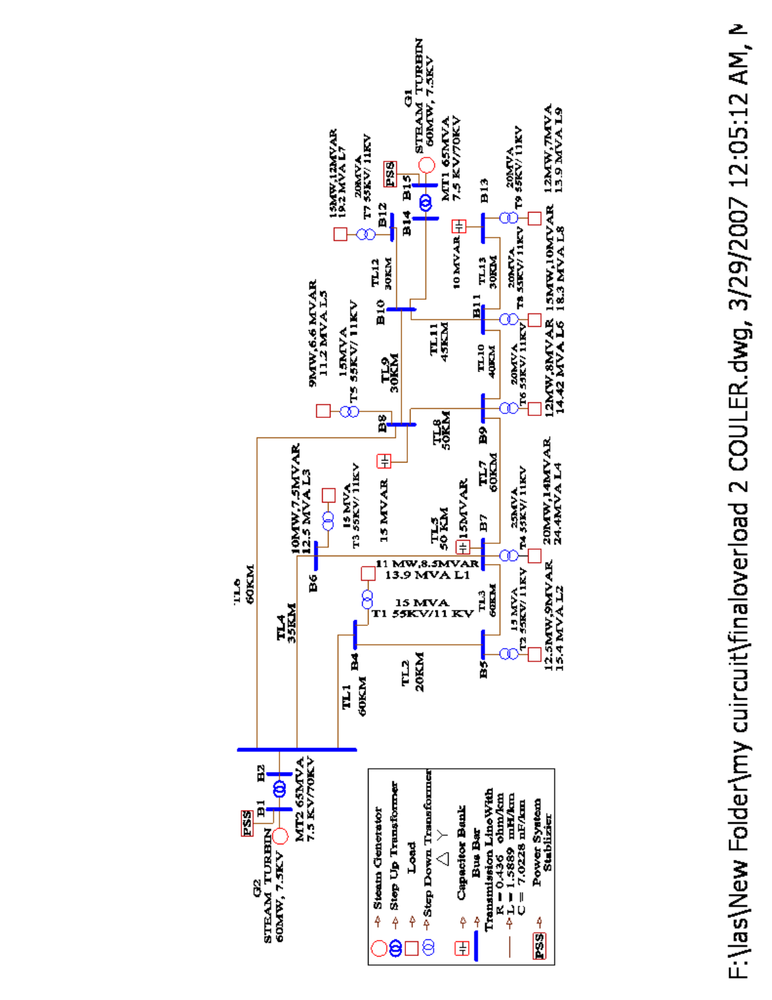 G2
STEAM TURBIN
60MW, 7.5KV
PSS
B1
B2
MT2 65MVA
7.5 KV/70KV
TL6
60KM
TL4
35KM
TL1
60KM
B4
TL2
20KM
B5
B6
10MW,7.5MVAR
12.5 MVA L3
15 MVA
T3 55KV/ 11KV
11 MW,8.5MVAR
13.9 MVA L1
15 MVA
T1 55KV/11 KV
TL3
60KM
15 MVA
T2 55KV/ 11KV
12.5MW,9MVAR
15.4 MVA L2
TL5
50 KM
15MVAR
B7
25MVA
T4 55KV/ 11KV
20MW,14MVAR
24.4MVA L4
15 MVAR
TL7
60KM
B8
9MW,6.6 MVAR
11.2 MVA L5
15MVA
T5 55KV/ 11KV
TL8
50KM
B9
TL9
30KM
20MVA
T6 55KV/ 11KV
12MW,8MVAR
14.42 MVA L6
B10
TL11
45KM
TL10
40KM
B11
20MVA
T8 55KV/ 11KV
15MW,10MVAR
18.3 MVA L8
TL12
30KM
B12
15MW,12MVAR
19.2 MVA L7
20MVA
T7 55KV/ 11KV
10 MVAR
TL13
30KM
B13
20MVA
T9 55KV/ 11KV
12MW,7MVA
13.9 MVA L9
B14
B15
PSS
MT1 65MVA
7.5 KV/70KV
G1
STEAM TURBIN
60MW, 7.5KV
Steam Generator
Step Up Transformer
Load
Step Down Transformer
Capacitor Bank
Bus Bar
Transmission LineWith
R = 0.436 ohm/km
L = 1.5889 mH/km
C = 7.0228 nF/km
PSS
Power System
Stablizier
F:\las\New Folder\my cuircuit\finaloverload 2 COULER.dwg, 3/29/2007 12:05:12 AM,